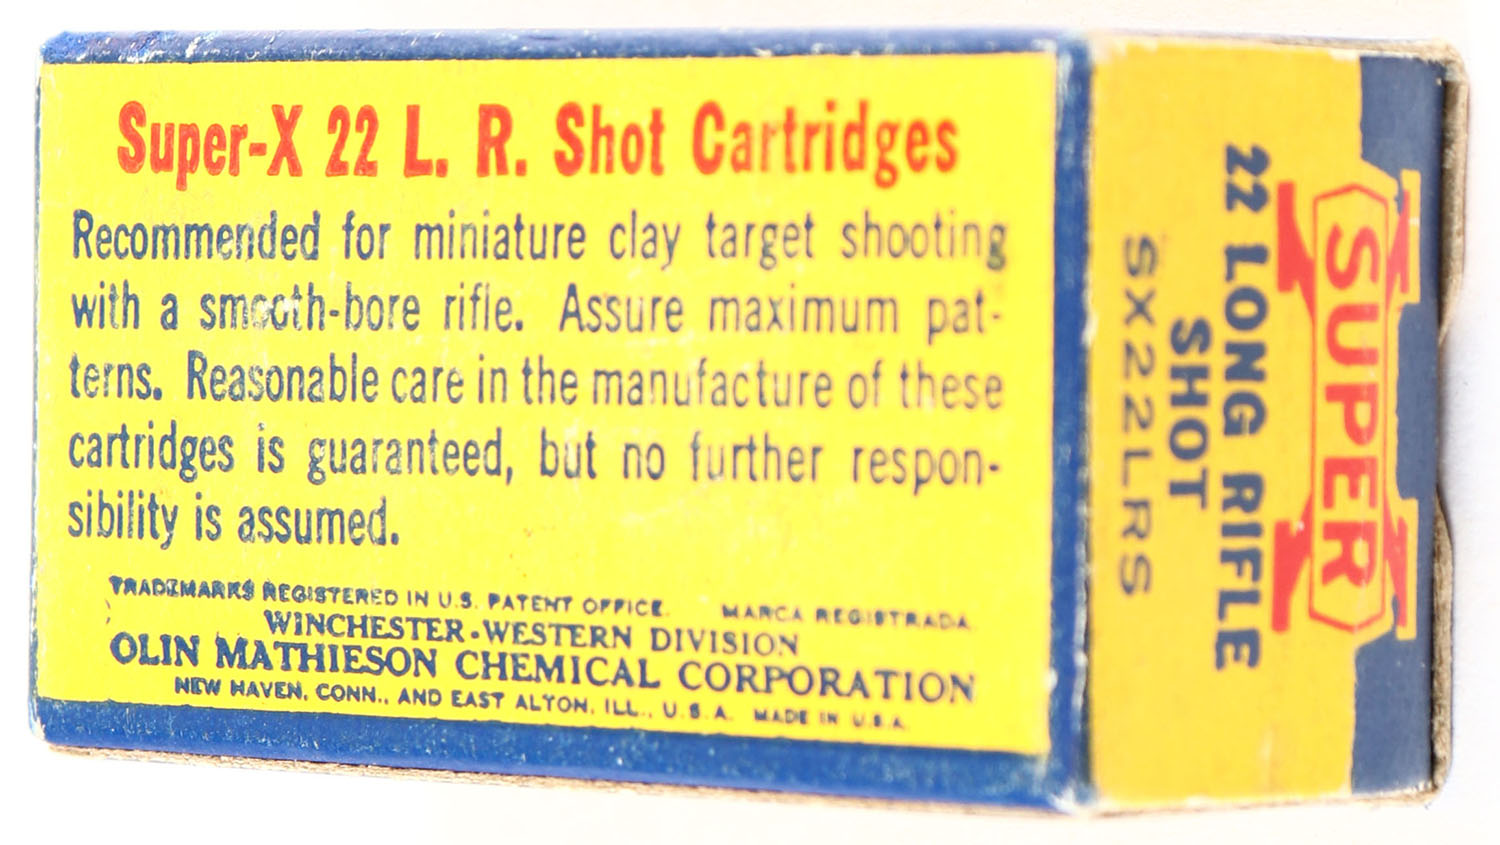 Super-X 22 L. R. Shot Cartridges
Recommended for miniature clay target shooting
with a smooth-bore rifle. Assure maximum pat-
terns. Reasonable care in the manufacture of these
cartridges is guaranteed, but no further respon-
sibility is assumed.
TRADEMARKS REGISTERED IN U.S. PATENT OFFICE. MARCA REGISTRADA.
WINCHESTER-WESTERN DIVISION
OLIN MATHIESON CHEMICAL CORPORATION
NEW HAVEN, CONN., AND EAST ALTON, ILL., U.S.A. MADE IN U.S.A.
SUPER X
22 LONG RIFLE
SHOT
SX22LRS